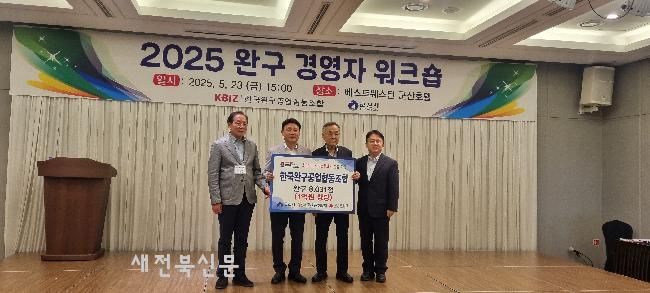 2025 완구 경영자 워크숍
일시 : 2025. 5. 23 (금) 15:00 장소 : 베스트웨스턴 군산호텔
KBIZ 한국완구공업협동조합 군산시
한국완구공업협동조합
완구 8,031점
(1억원 상당)
새전북신문